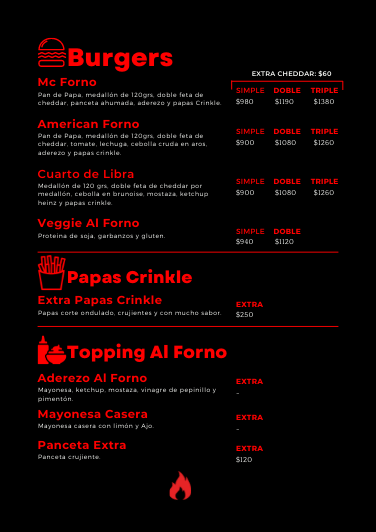 Burgers
EXTRA CHEDDAR: $60
Mc Forno
SIMPLE DOBLE TRIPLE
Pan de Papa, medallón de 120grs, doble feta de
cheddar, panceta ahumada, aderezo y papas Crinkle.
$980 $1190 $1380
American Forno
SIMPLE DOBLE TRIPLE
Pan de Papa, medallón de 120grs, doble feta de
cheddar, tomate, lechuga, cebolla cruda en aros,
aderezo y papas crinkle.
$900 $1080 $1260
Cuarto de Libra
SIMPLE DOBLE TRIPLE
Medallón de 120 grs, doble feta de cheddar por
medallón, cebolla en brunoise, mostaza, ketchup
heinz y papas crinkle.
$900 $1080 $1260
Veggie Al Forno
SIMPLE DOBLE
Proteina de soja, garbanzos y gluten.
$940 $1120
Papas Crinkle
Extra Papas Crinkle
EXTRA
Papas corte ondulado, crujientes y con mucho sabor.
$250
Topping Al Forno
Aderezo Al Forno
EXTRA
Mayonesa, ketchup, mostaza, vinagre de pepinillo y
pimentón.
-
Mayonesa Casera
EXTRA
Mayonesa casera con limón y Ajo.
-
Panceta Extra
EXTRA
Panceta crujiente.
$120